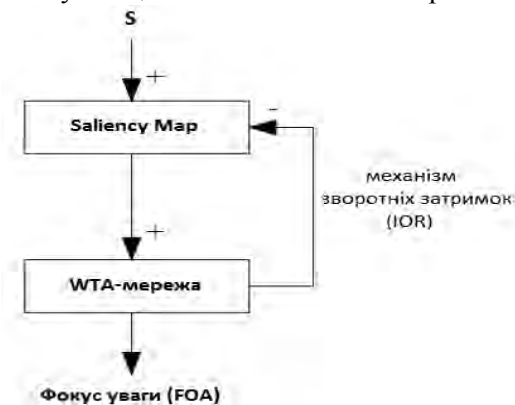 S
+
-
Saliency Map
механізм
зворотніх затримок
(IOR)
+
WTA-мережа
Фокус уваги (FOA)